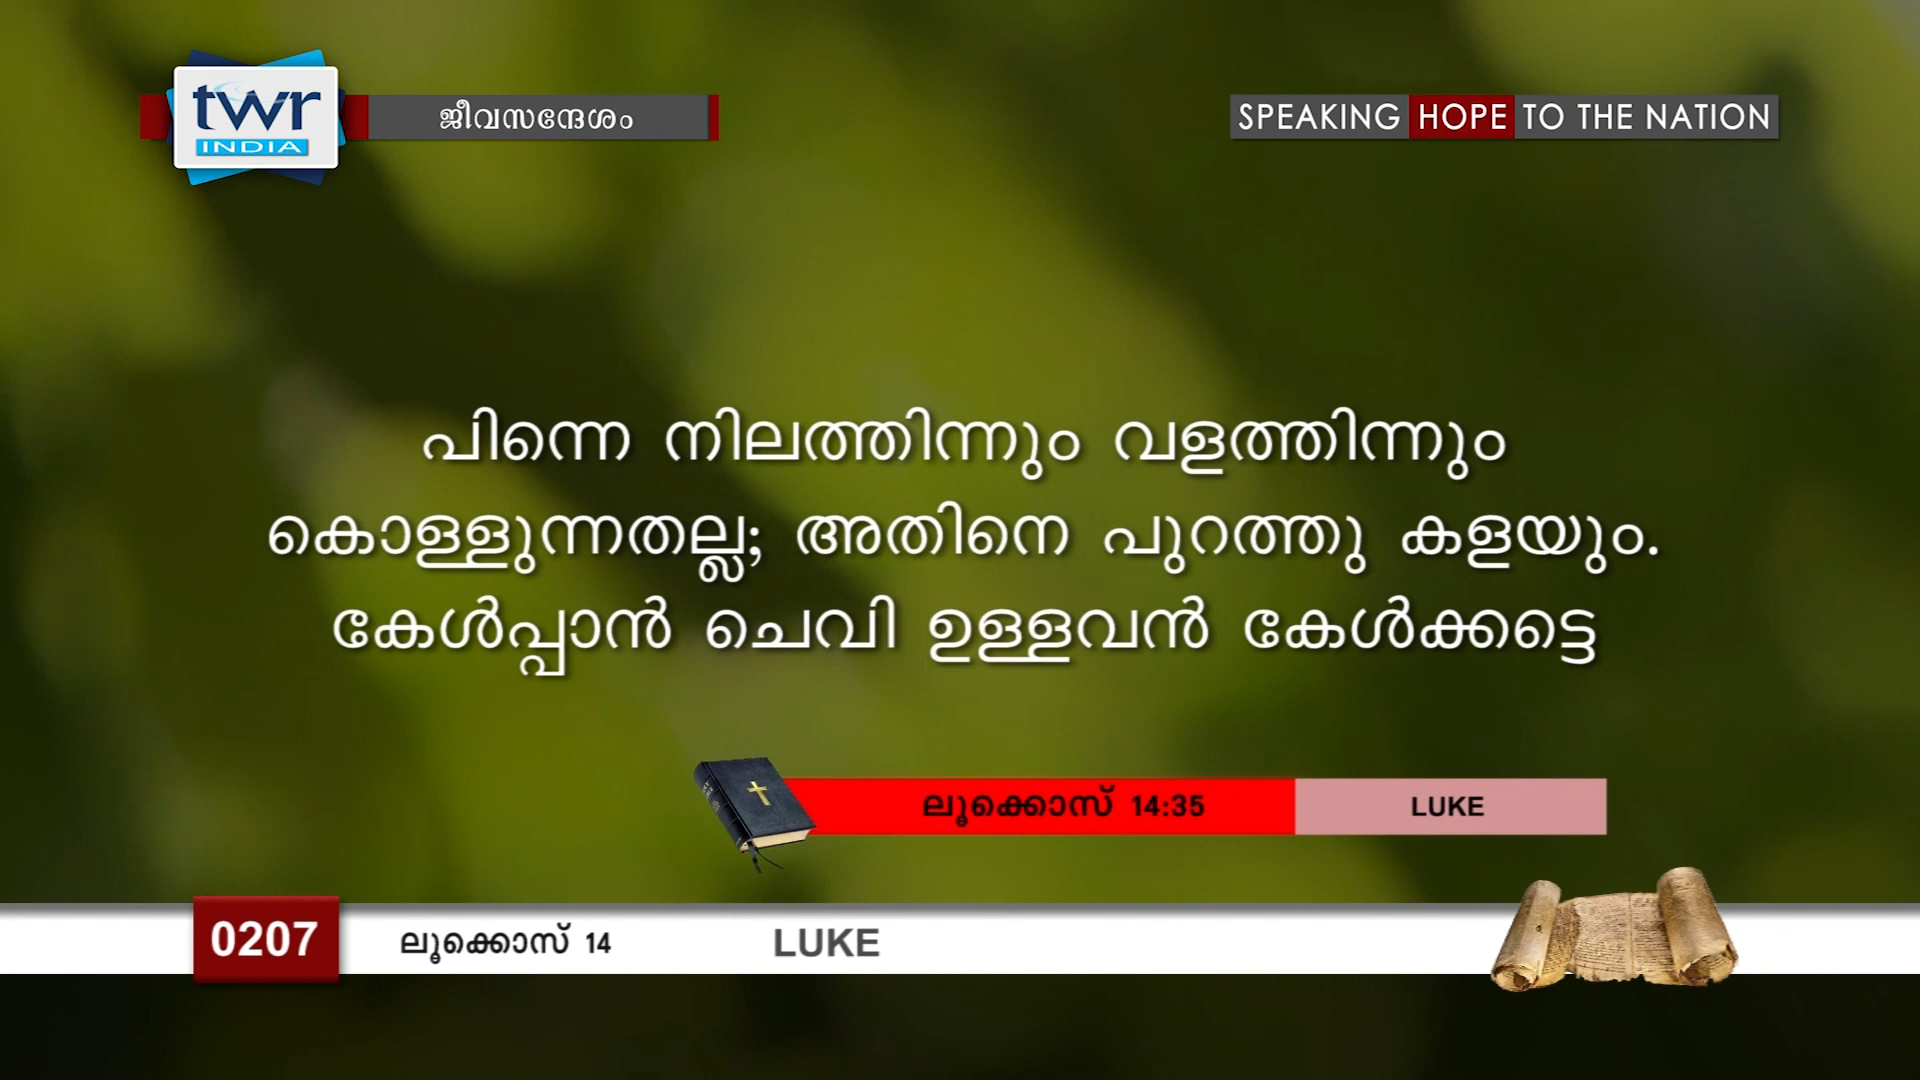 twr
INDIA
ജീവസന്ദേശം
SPEAKING HOPE TO THE NATION
പിന്നെ നിലത്തിന്നും വളത്തിന്നും
കൊള്ളുന്നതല്ല; അതിനെ പുറത്തു കളയും.
കേൾപ്പാൻ ചെവി ഉള്ളവൻ കേൾക്കട്ടെ
ലൂക്കൊസ് 14:35
LUKE
0207
ലൂക്കൊസ് 14
LUKE